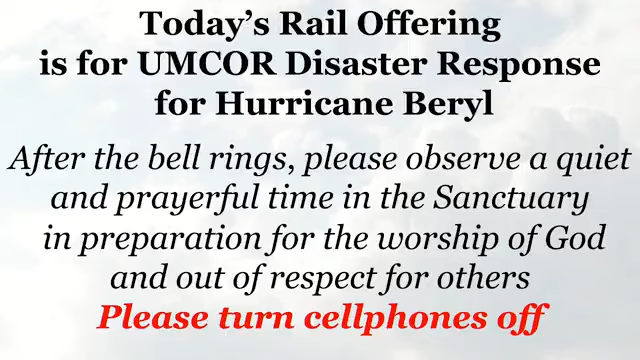 Today’s Rail Offering
is for UMCOR Disaster Response
for Hurricane Beryl
After the bell rings, please observe a quiet
and prayerful time in the Sanctuary
in preparation for the worship of God
and out of respect for others
Please turn cellphones off